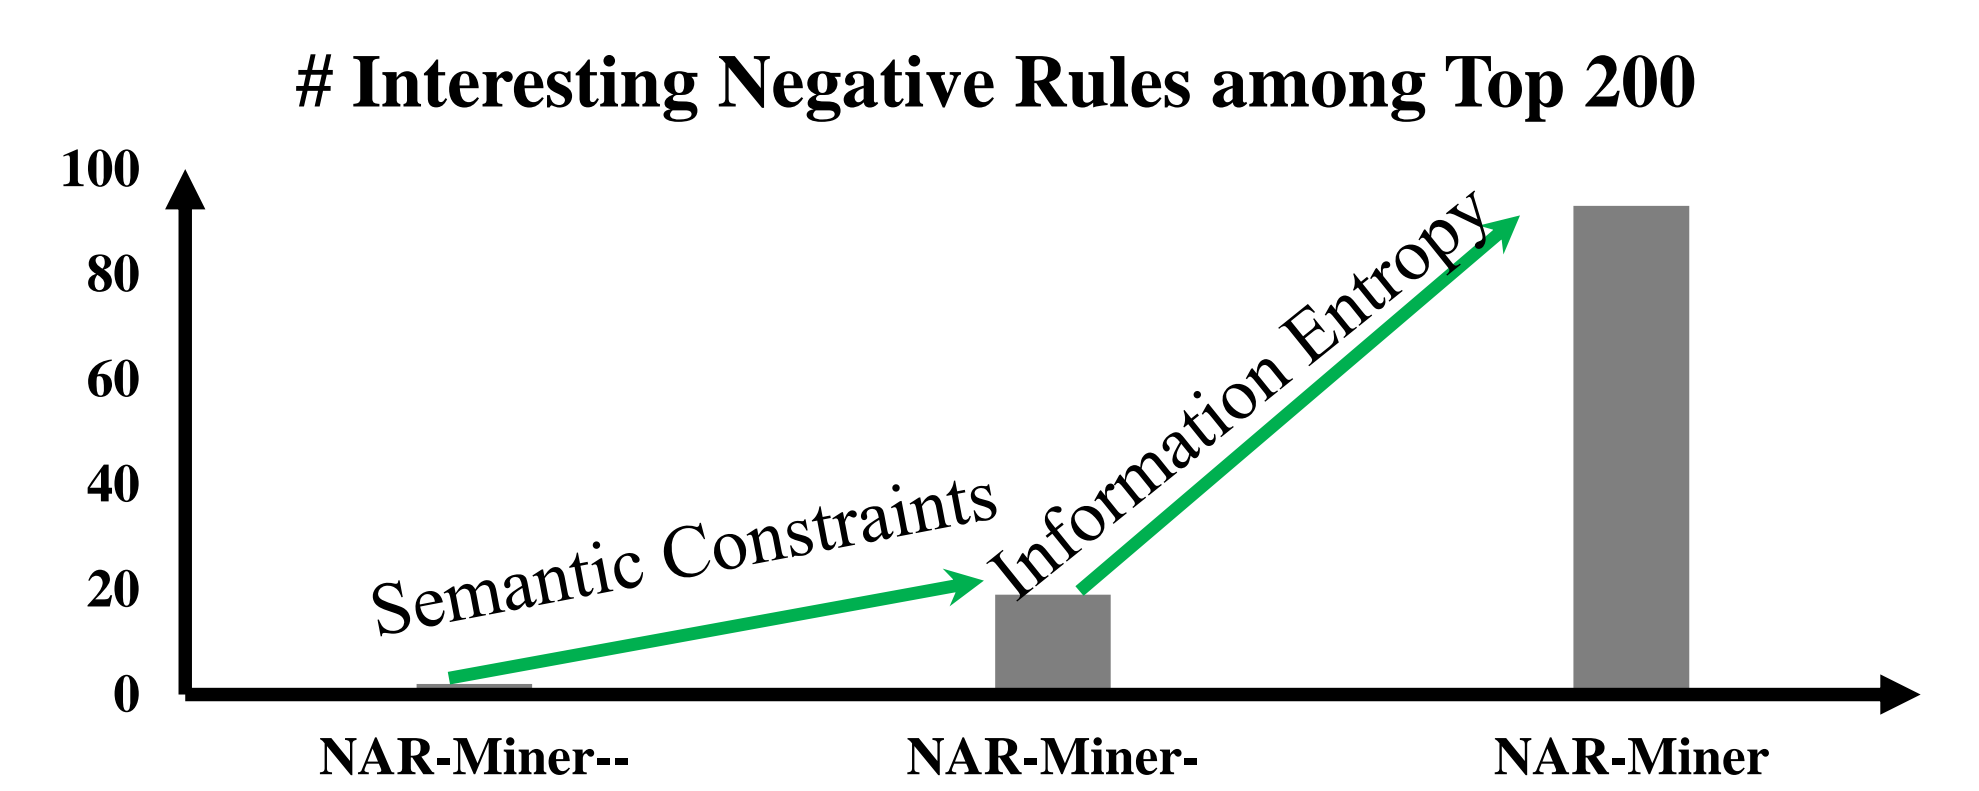 # Interesting Negative Rules among Top 200
100
80
60
40
20
0
Semantic Constraints
Information Entropy
NAR-Miner--
NAR-Miner-
NAR-Miner